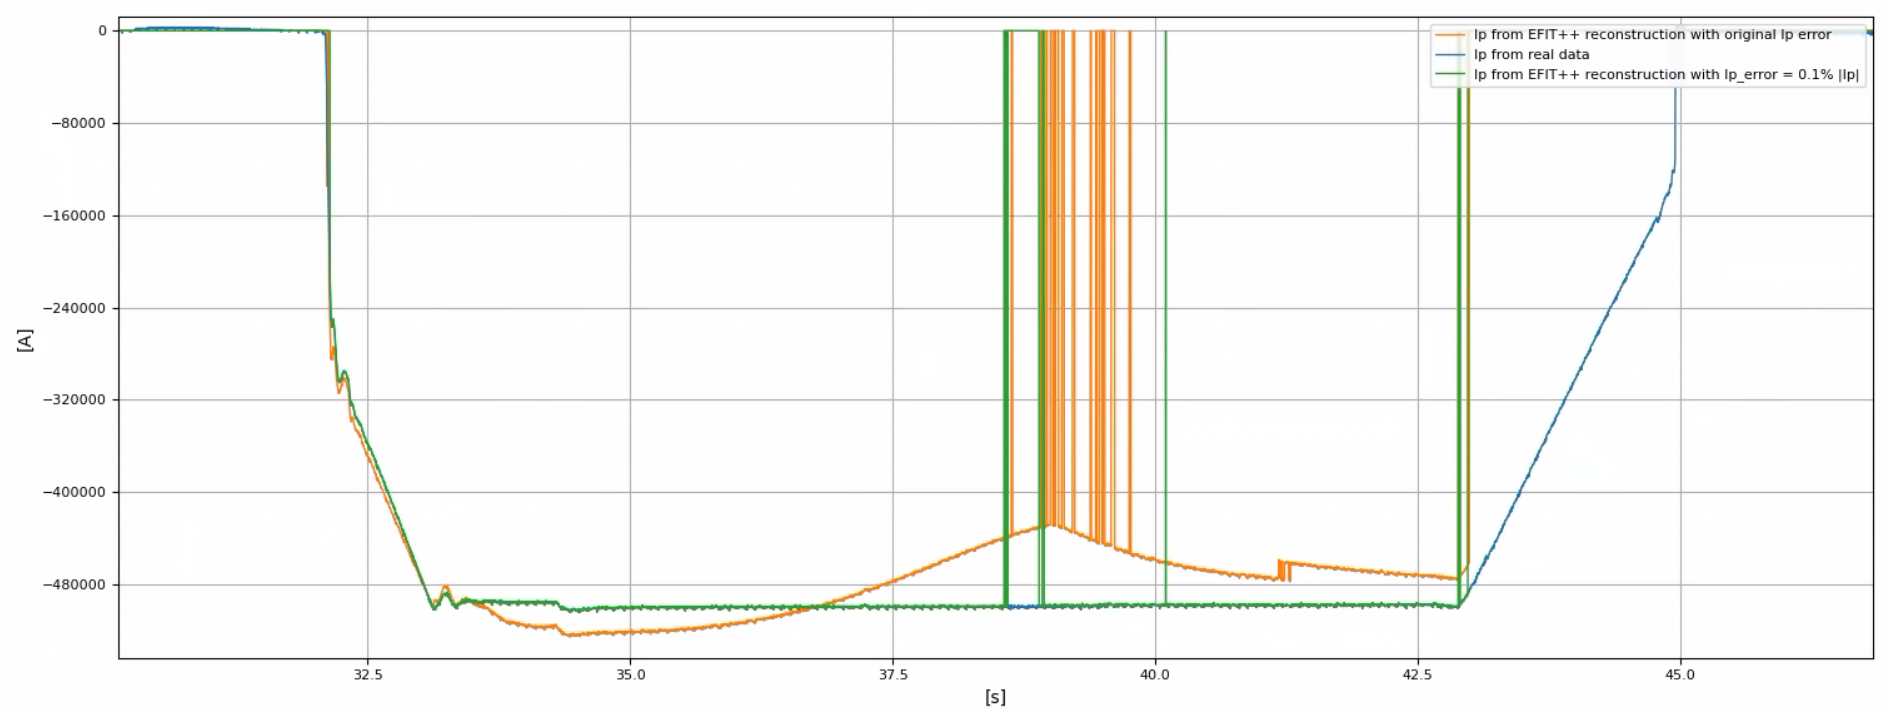 0
−80000
−160000
−240000
−320000
−400000
−480000
[A]
32.5 35.0 37.5 40.0 42.5 45.0
[s]
Ip from EFIT++ reconstruction with original Ip error
Ip from real data
Ip from EFIT++ reconstruction with Ip_error = 0.1% |Ip|